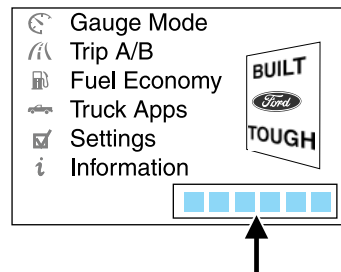 Gauge Mode
Trip A/B
Fuel Economy
Truck Apps
Settings
i Information
BUILT
Ford
TOUGH